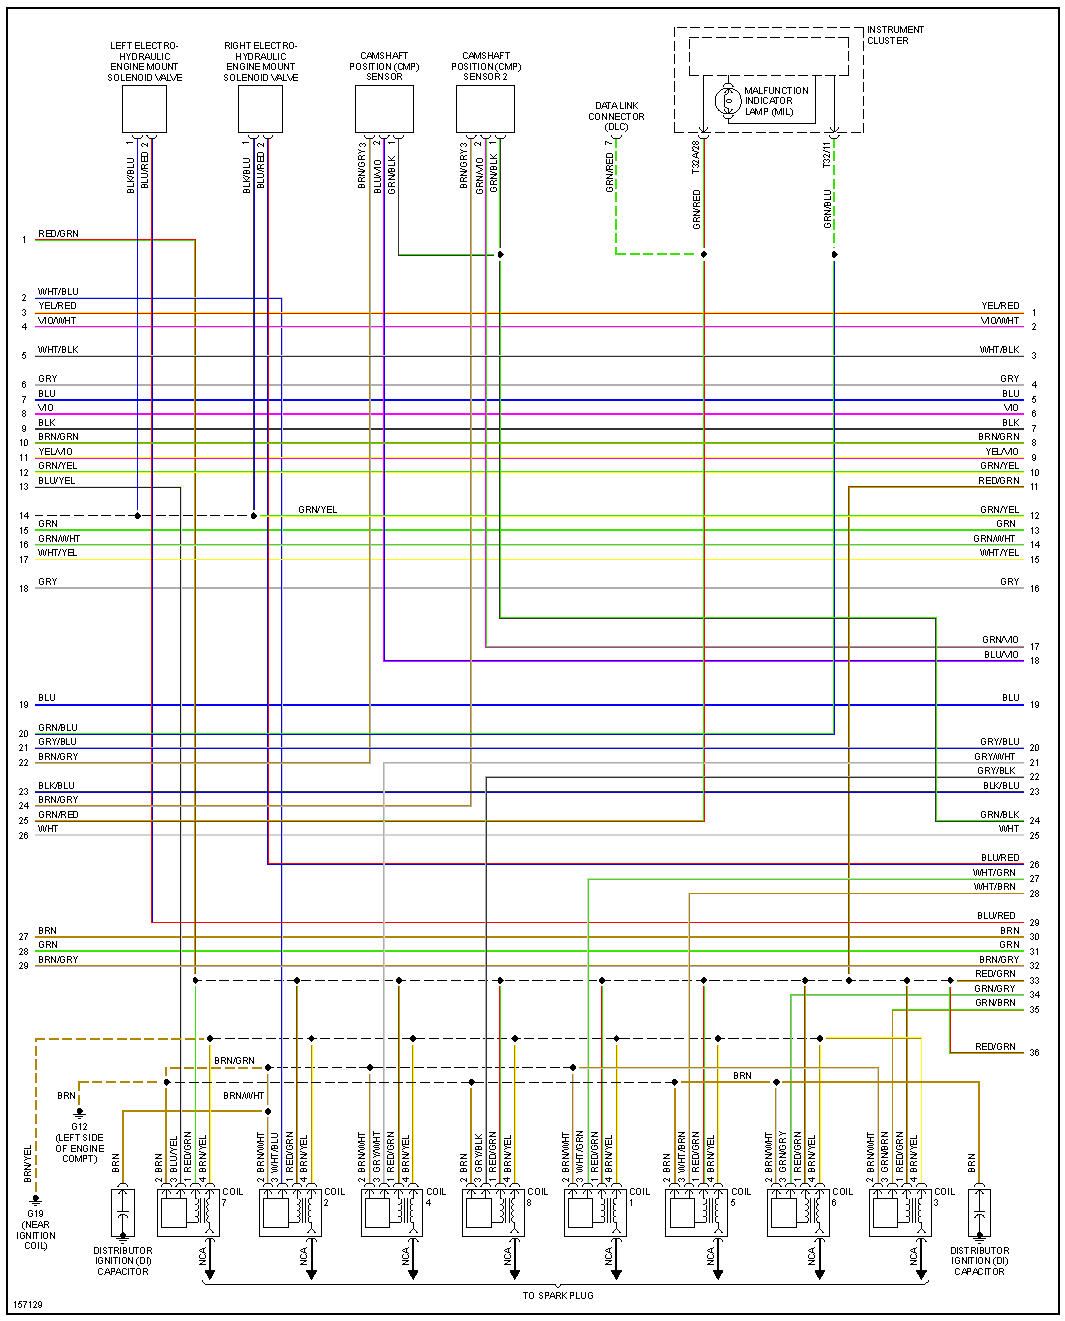 LEFT ELECTRO-
HYDRAULIC
ENGINE MOUNT
SOLENOID VALVE
RIGHT ELECTRO-
HYDRAULIC
ENGINE MOUNT
SOLENOID VALVE
CAMSHAFT
POSITION (CMP)
SENSOR
CAMSHAFT
POSITION (CMP)
SENSOR 2
DATA LINK
CONNECTOR
(DLC)
INSTRUMENT
CLUSTER
MALFUNCTION
INDICATOR
LAMP (MIL)
BLK/BLU 1
BLU/RED 2
BLK/BLU 1
BLU/RED 2
BRN/GRY 3
BLU/VIO 2
GRN/BLK 1
BRN/GRY 3
GRN/VIO 2
GRN/BLK 1
GRN/RED 7
T32A/28
GRN/RED
T32/11
GRN/BLU
1 RED/GRN
2 WHT/BLU
3 YEL/RED YEL/RED 1
4 VIO/WHT VIO/WHT 2
5 WHT/BLK WHT/BLK 3
6 GRY GRY 4
7 BLU BLU 5
8 VIO VIO 6
9 BLK BLK 7
10 BRN/GRN BRN/GRN 8
11 YEL/VIO YEL/VIO 9
12 GRN/YEL GRN/YEL 10
13 BLU/YEL RED/GRN 11
14 GRN/YEL GRN/YEL 12
15 GRN GRN 13
16 GRN/WHT GRN/WHT 14
17 WHT/YEL WHT/YEL 15
18 GRY GRY 16
GRN/VIO 17
BLU/VIO 18
19 BLU BLU 19
20 GRN/BLU
21 GRY/BLU GRY/BLU 20
22 BRN/GRY GRY/WHT 21
GRY/BLK 22
23 BLK/BLU BLK/BLU 23
24 BRN/GRY
25 GRN/RED GRN/BLK 24
26 WHT WHT 25
BLU/RED 26
WHT/GRN 27
WHT/BRN 28
BLU/RED 29
27 BRN BRN 30
28 GRN GRN 31
29 BRN/GRY BRN/GRY 32
RED/GRN 33
GRN/GRY 34
GRN/BRN 35
RED/GRN 36
BRN/GRN
BRN
BRN
BRN/WHT
G12
(LEFT SIDE
OF ENGINE
COMPT)
BRN/YEL
G19
(NEAR
IGNITION
COIL)
BRN
DISTRIBUTOR
IGNITION (DI)
CAPACITOR
2 BRN
3 BLU/YEL
1 RED/GRN
4 BRN/YEL
COIL
7
NCA
2 BRN/WHT
3 WHT/BLU
1 RED/GRN
4 BRN/YEL
COIL
2
NCA
2 BRN/WHT
3 GRY/WHT
1 RED/GRN
4 BRN/YEL
COIL
4
NCA
2 BRN
3 GRY/BLK
1 RED/GRN
4 BRN/YEL
COIL
8
NCA
2 BRN/WHT
3 WHT/GRN
1 RED/GRN
4 BRN/YEL
COIL
1
NCA
2 BRN
3 WHT/BRN
1 RED/GRN
4 BRN/YEL
COIL
5
NCA
2 BRN/WHT
3 GRN/GRY
1 RED/GRN
4 BRN/YEL
COIL
6
NCA
2 BRN/WHT
3 GRN/BRN
1 RED/GRN
4 BRN/YEL
COIL
3
NCA
BRN
DISTRIBUTOR
IGNITION (DI)
CAPACITOR
TO SPARK PLUG
157129